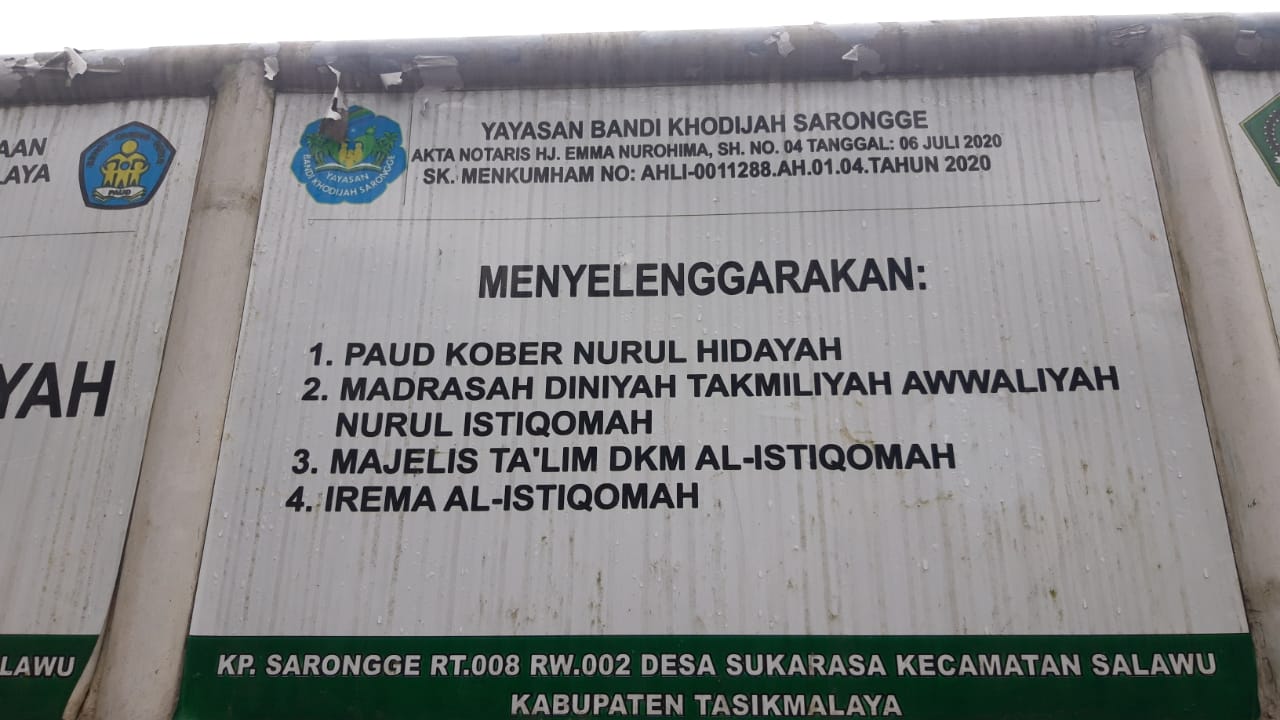 AAN
LAYA
PAUD
YAH
ALAWU
YAYASAN
BANDI KHODIJAH SARONGGE
YAYASAN BANDI KHODIJAH SARONGGE
AKTA NOTARIS HJ. EMMA NUROHIMA, SH. NO. 04 TANGGAL: 06 JULI 2020
SK. MENKUMHAM NO: AHLI-0011288.AH.01.04.TAHUN 2020
MENYELENGGARAKAN:
1. PAUD KOBER NURUL HIDAYAH
2. MADRASAH DINIYAH TAKMILIYAH AWWALIYAH
NURUL ISTIQOMAH
3. MAJELIS TA'LIM DKM AL-ISTIQOMAH
4. IREMA AL-ISTIQOMAH
KP. SARONGGE RT.008 RW.002 DESA SUKARASA KECAMATAN SALAWU
KABUPATEN TASIKMALAYA